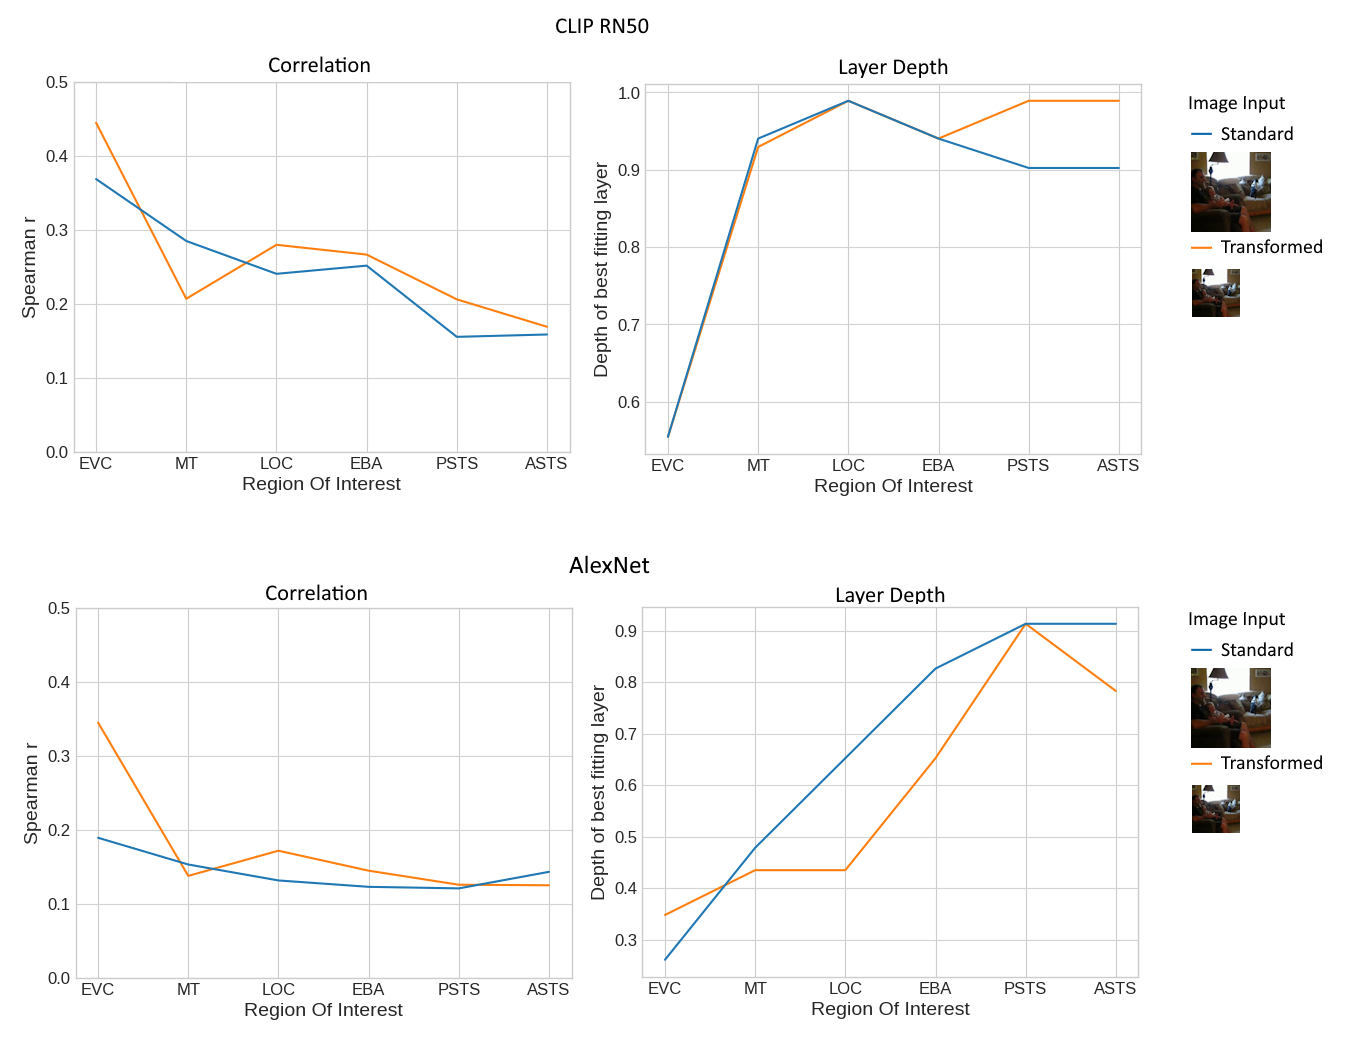 CLIP RN50
Correlation
0.5
0.4
0.3
0.2
0.1
0.0
Spearman r
EVC MT LOC EBA PSTS ASTS
Region Of Interest
Layer Depth
1.0
0.9
0.8
0.7
0.6
Depth of best fitting layer
EVC MT LOC EBA PSTS ASTS
Region Of Interest
Image Input
Standard
Transformed
AlexNet
Correlation
0.5
0.4
0.3
0.2
0.1
0.0
Spearman r
EVC MT LOC EBA PSTS ASTS
Region Of Interest
Layer Depth
0.9
0.8
0.7
0.6
0.5
0.4
0.3
Depth of best fitting layer
EVC MT LOC EBA PSTS ASTS
Region Of Interest
Image Input
Standard
Transformed